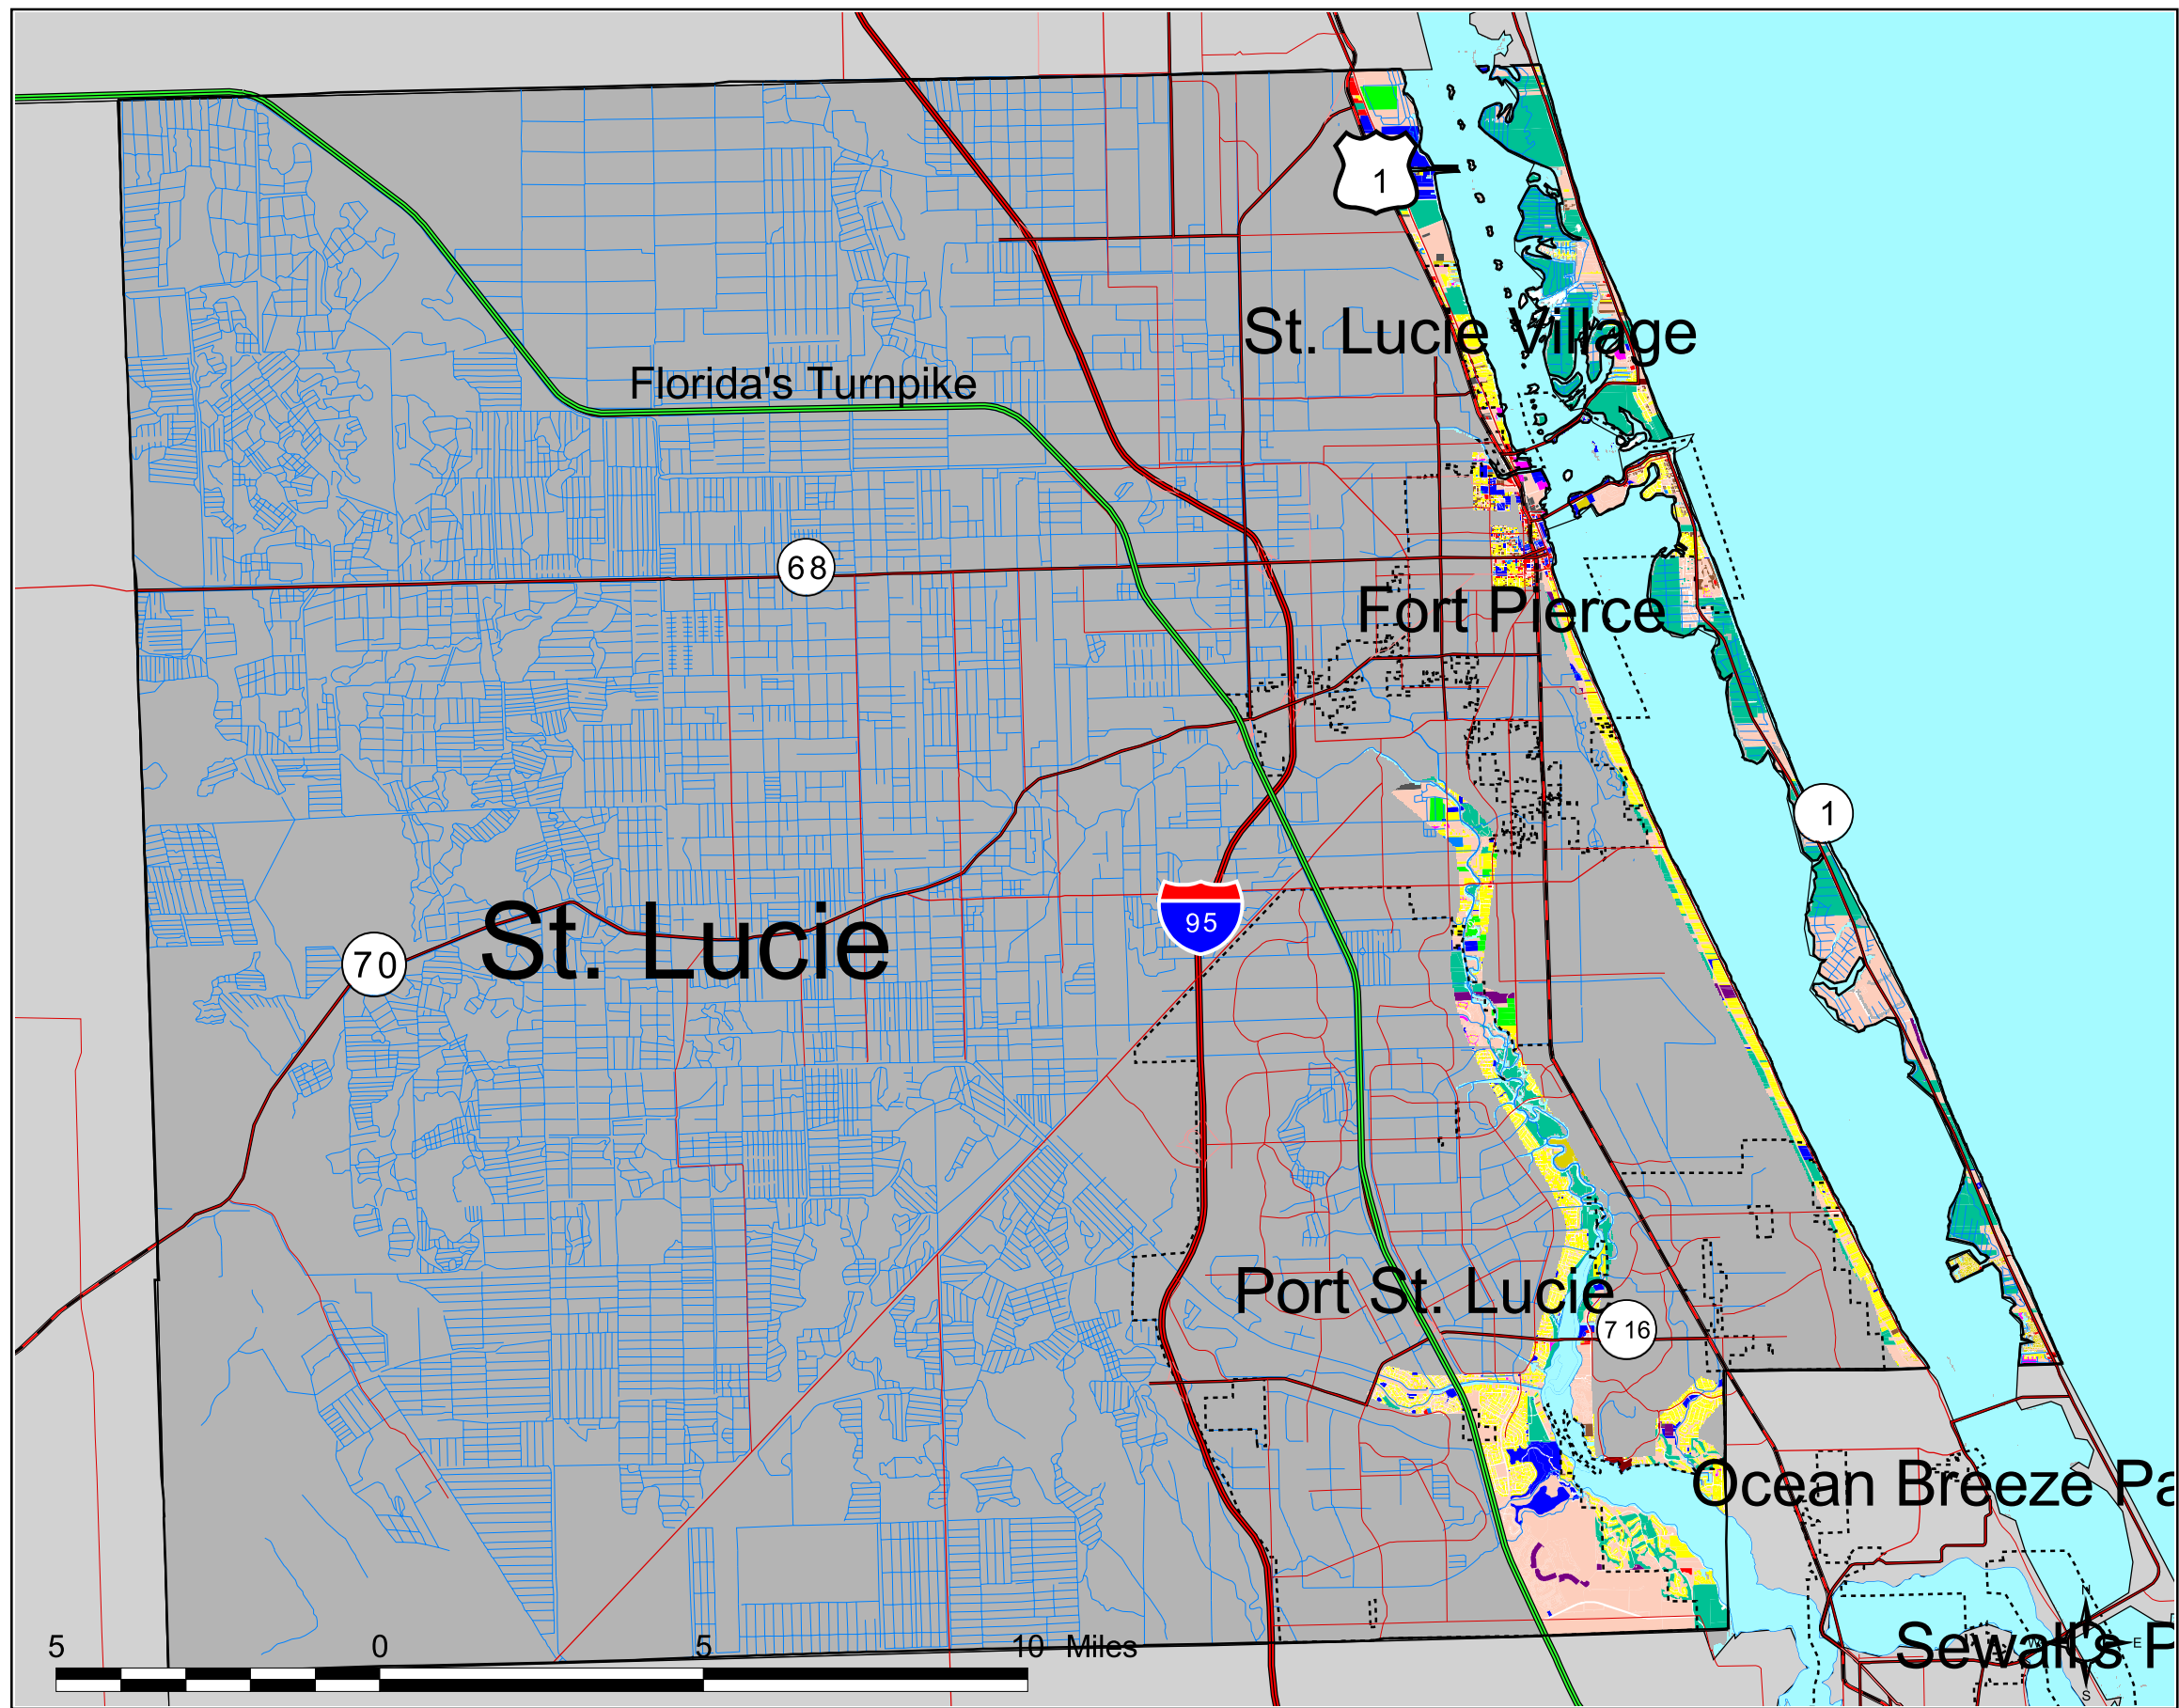 1
St. Lucie Village
Florida's Turnpike
68
Fort Pierce
1
95
St. Lucie
70
Port St. Lucie
7 16
Ocean Breeze Pa
N
5 0 5 10 Miles
Sewall's P
W E
S